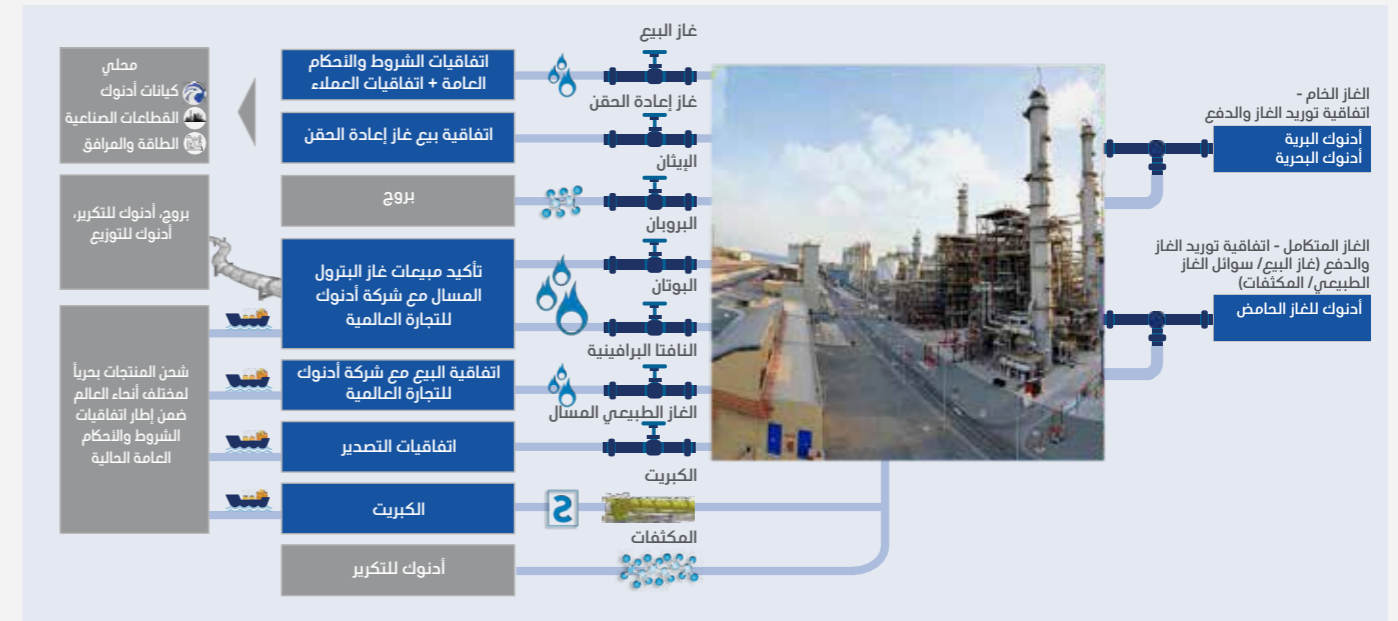 الغاز الخام -
اتفاقية توريد الغاز والدفع
أدنوك البرية
أدنوك البحرية
الغاز المتكامل - اتفاقية توريد الغاز
والدفع (غاز البيع/ سوائل الغاز
الطبيعي/ المكثفات)
أدنوك للغاز الحامض
غاز البيع
غاز إعادة الحقن
الإيثان
البروبان
البوتان
النافتا البرافينية
الغاز الطبيعي المسال
الكبريت
المكثفات
S
اتفاقيات الشروط والأحكام
العامة + اتفاقيات العملاء
اتفاقية بيع غاز إعادة الحقن
بروج
تأكيد مبيعات غاز البترول
المسال مع شركة أدنوك
للتجارة العالمية
اتفاقية البيع مع شركة أدنوك
للتجارة العالمية
اتفاقيات التصدير
الكبريت
أدنوك للتكرير
محلي
كيانات أدنوك
القطاعات الصناعية
الطاقة والمرافق
بروج، أدنوك للتكرير،
أدنوك للتوزيع
شحن المنتجات بحرياً
لمختلف أنحاء العالم
ضمن إطار اتفاقيات
الشروط والأحكام
العامة الحالية